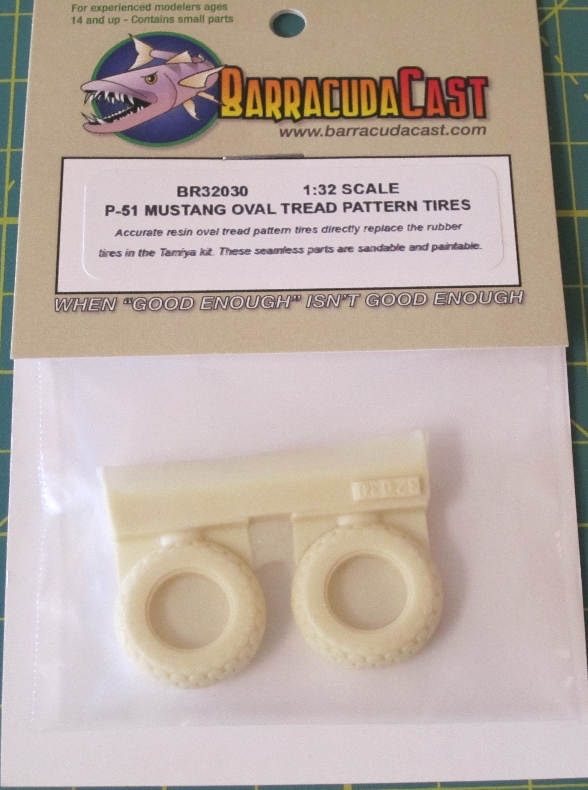 For experienced modelers ages
14 and up - Contains small parts
BARRACUDACAST
www.barracudacast.com
BR32030 1:32 SCALE
P-51 MUSTANG OVAL TREAD PATTERN TIRES
Accurate resin oval tread pattern tires directly replace the rubber
tires in the Tamiya kit. These seamless parts are sandable and paintable.
WHEN "GOOD ENOUGH" ISN'T GOOD ENOUGH